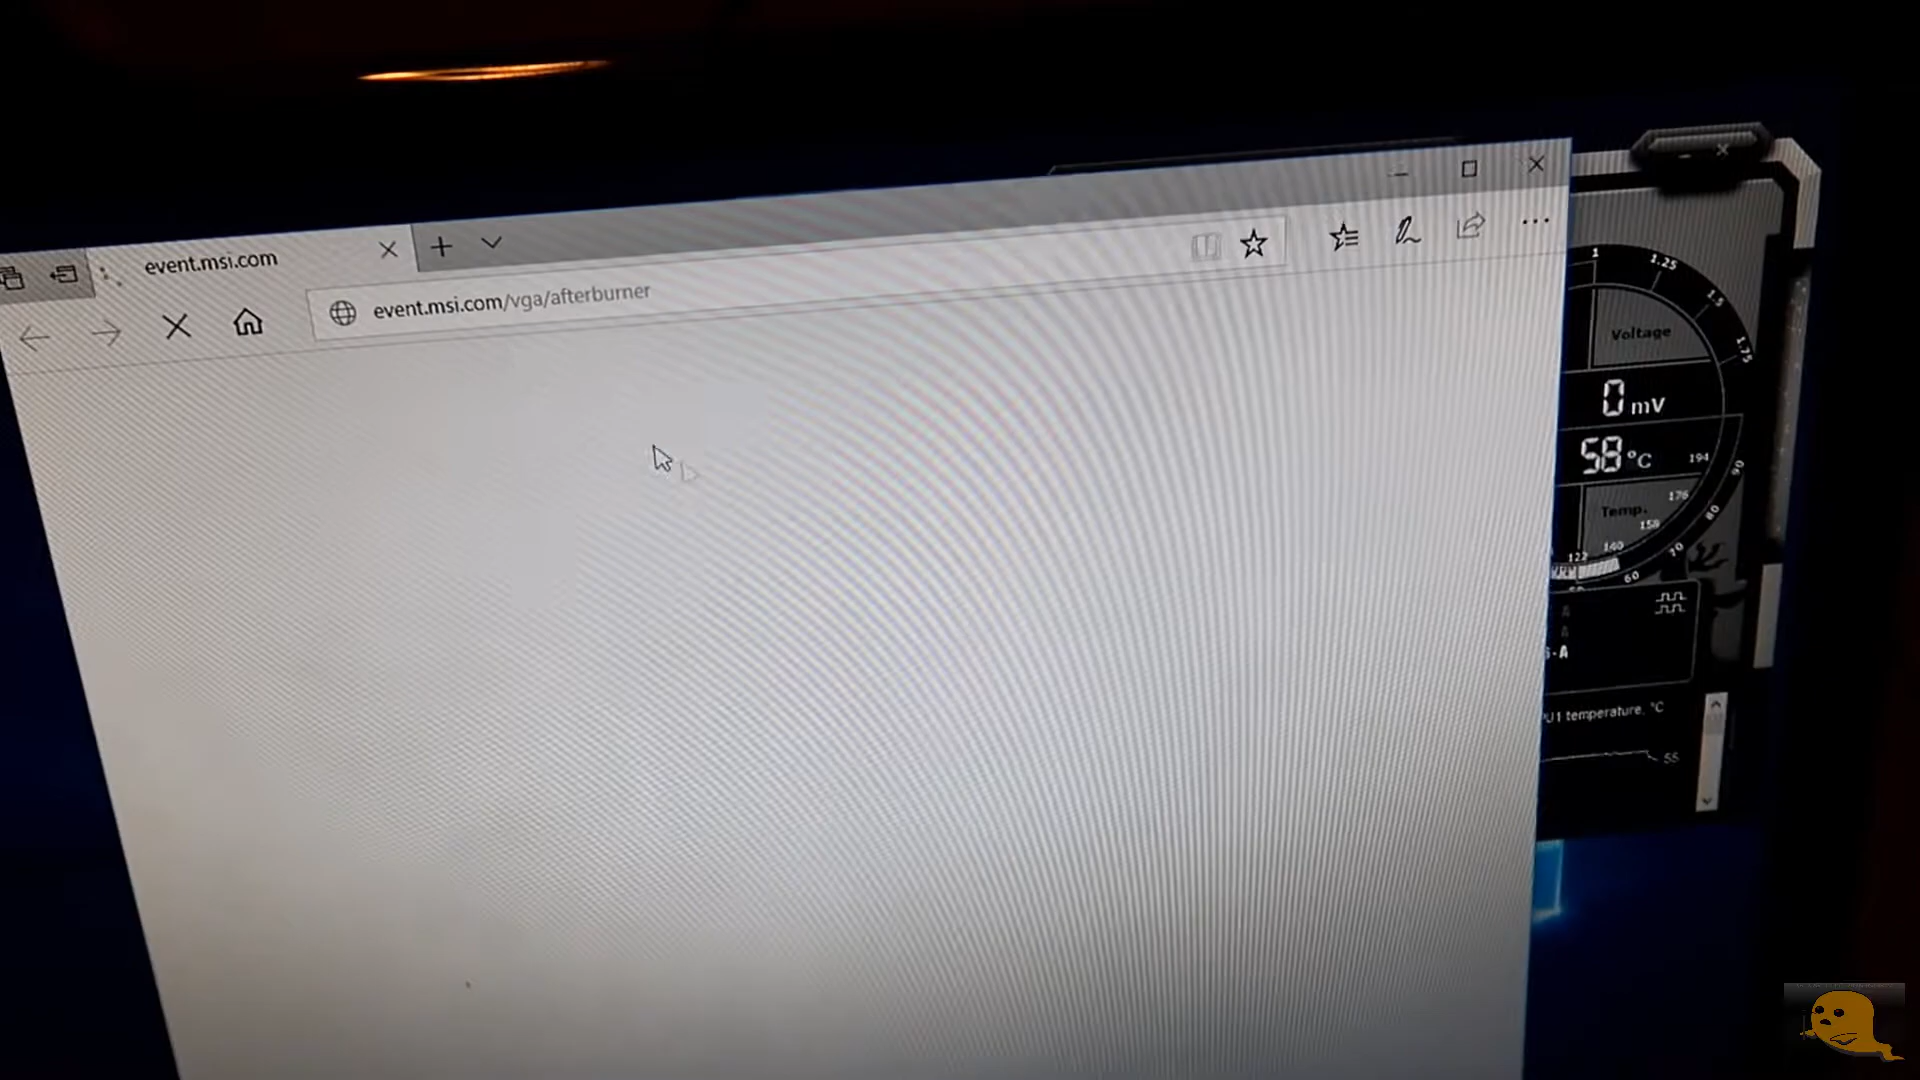 event.msi.com
event.msi.com/vga/afterburner
1
1.25
1.5
1.75
Voltage
0 mV
58 °C
194
90
176
80
Temp.
158
140
70
122
60
temperature, °C
55